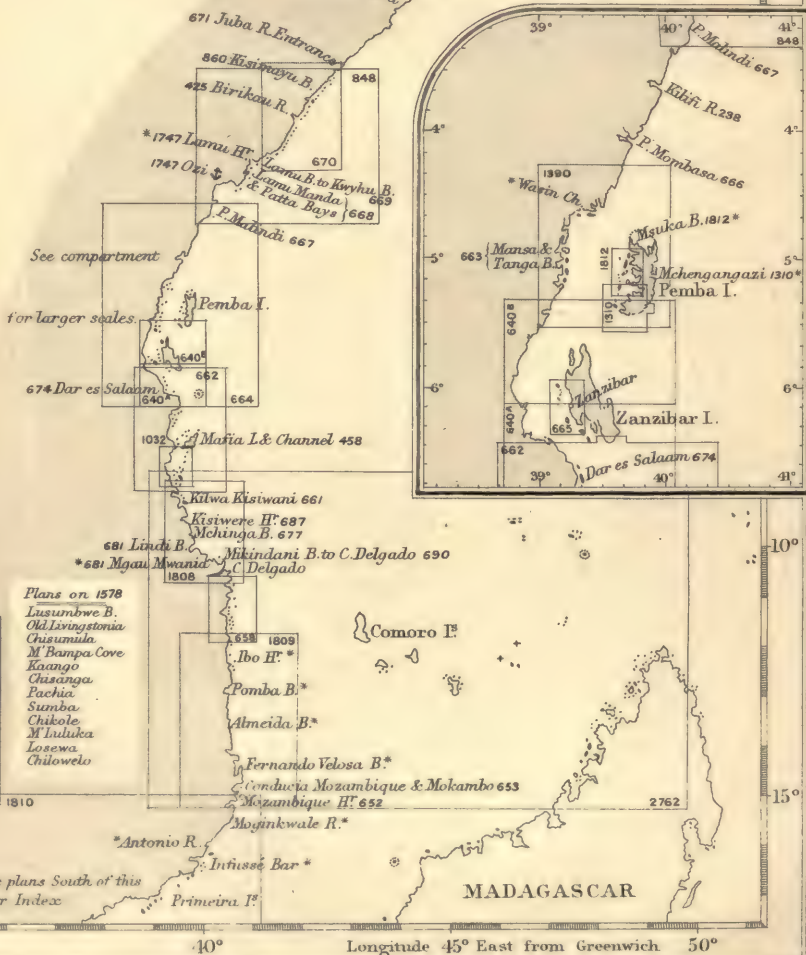 671 Juba R. Entrance
860 Kisimayu B.
848
425 Birikau R.
*1747 Lamu Hr.
670
1747 Ozi
Lamu B. to Kwyhu B.
669
Lamu Manda
& Patta Bays } 668
P. Malindi 667
See compartment
for larger scales.
Pemba I.
640B
662
674 Dar es Salaam
640A
664
1032
Mafia I. & Channel 458
Kilwa Kisiwani 661
Kisiwere Hr. 687
Mchinga B. 677
681 Lindi B.
Mikindani B. to C. Delgado 690
*681 Mgau Mwania
C. Delgado
1808
658
1809
Comoro Is.
Ibo Hr.*
Pomba B.*
Almeida B.*
Fernando Velosa B.*
Conducia Mozambique & Mokambo 653
Mozambique Hr. 652
2762
Moginkwale R.*
*Antonio R.
Infussé Bar *
Primeira Is.
MADAGASCAR
Plans on 1578
Lusumbwe B.
Old Livingstonia
Chisumula
M'Bampa Cove
Kaango
Chisanga
Pachia
Sumba
Chikole
M'Luluka
Losewa
Chilowelo
1810
plans South of this
r Index
10°
15°
40°
Longitude 45° East from Greenwich
50°
39°
40°
41°
848
P. Malindi 667
Kilifi R. 238
4°
4°
P. Mombasa 666
1390
*Wasin Ch.
Msuka B. 1812*
663 { Mansa &
Tanga B.
1812
Mchengangazi 1310*
5°
5°
Pemba I.
1310
640B
Zanzibar
6°
6°
640A
665
Zanzibar I.
662
Dar es Salaam 674
39°
40°
41°